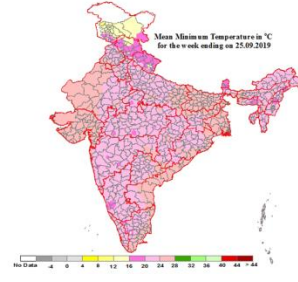 Mean Minimum Temperature in °C
for the week ending on 25.09.2019
No Data -4 0 4 8 12 16 20 24 28 32 36 40 44 > 44